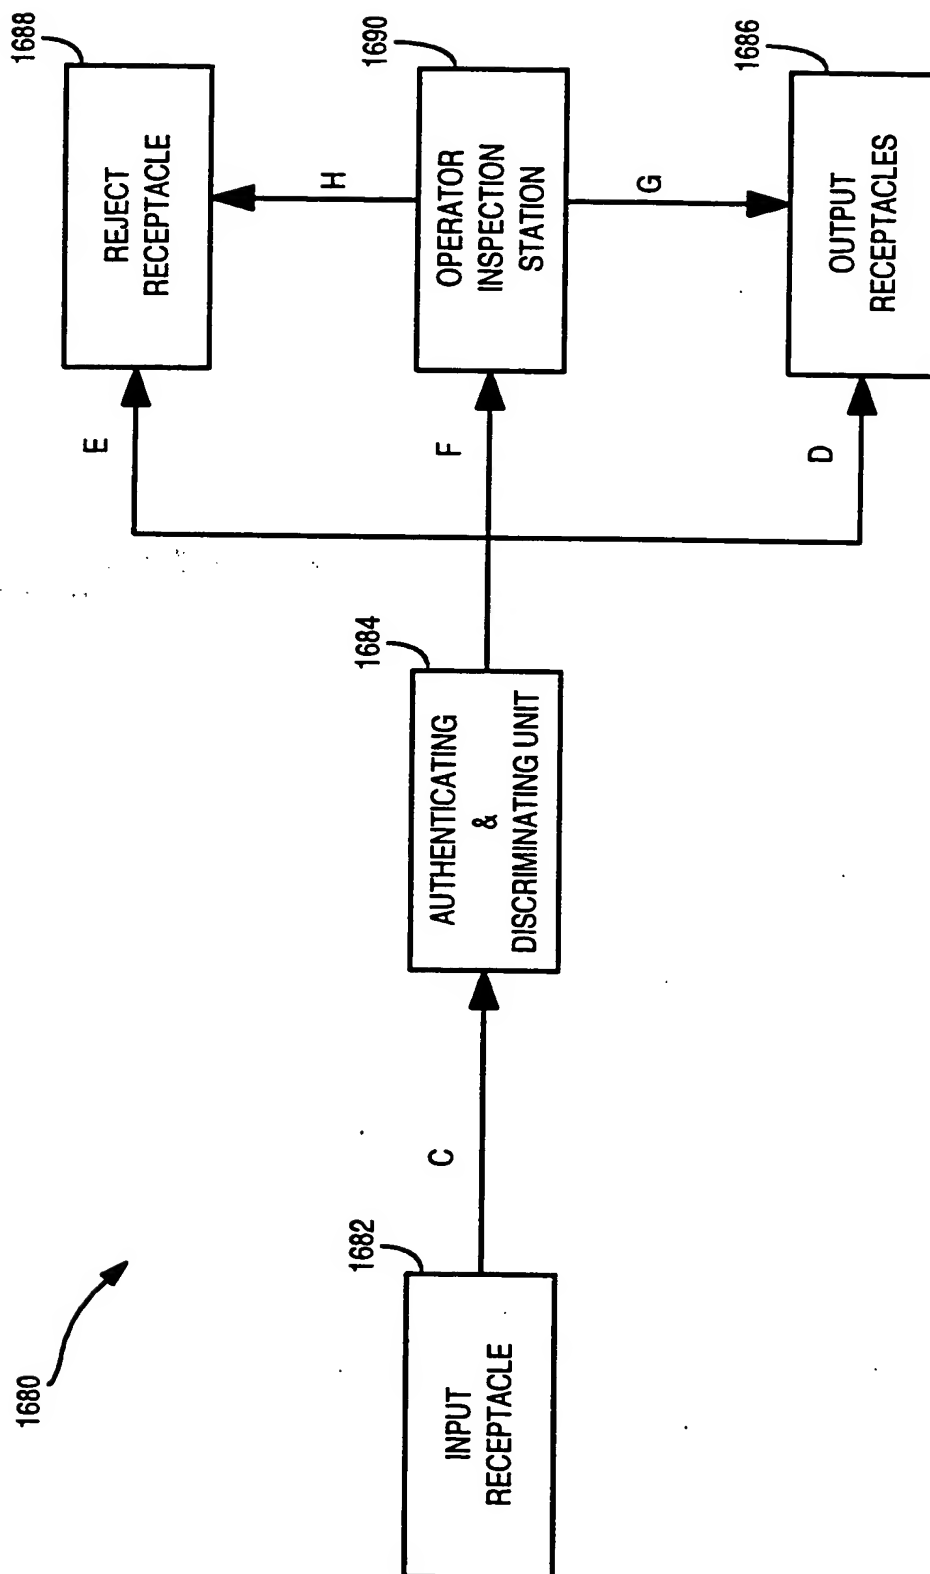 1680
INPUT
RECEPTACLE
1682
C
AUTHENTICATING
&
DISCRIMINATING UNIT
1684
E
F
D
REJECT
RECEPTACLE
1688
H
OPERATOR
INSPECTION
STATION
1690
G
OUTPUT
RECEPTACLES
1686